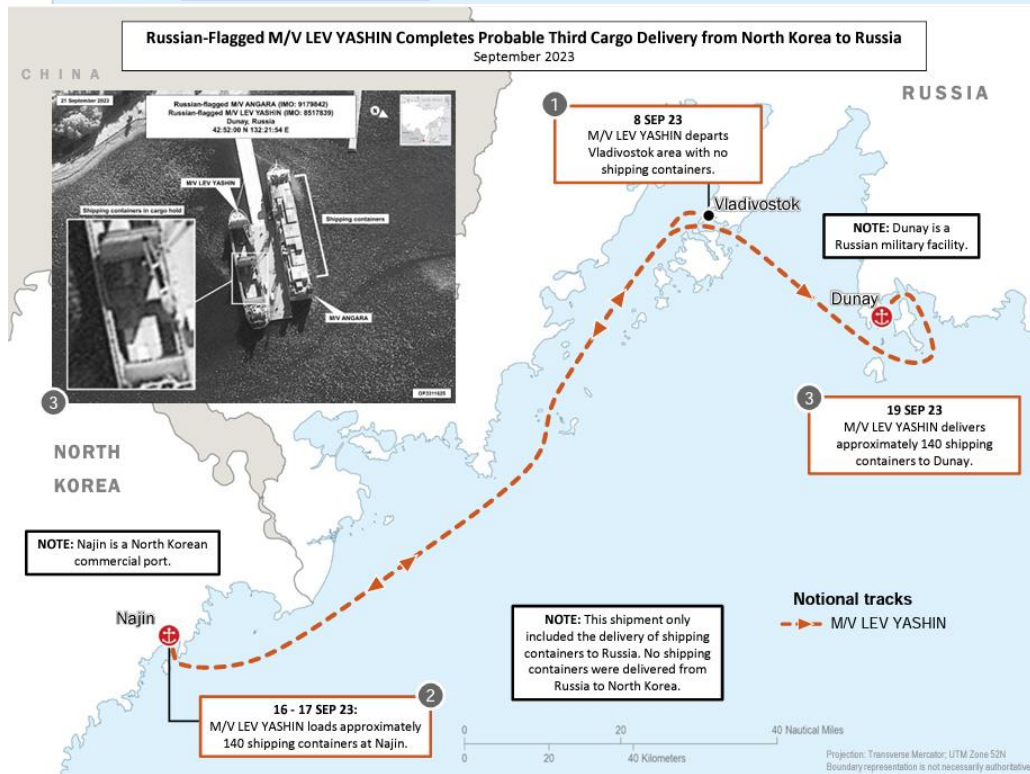 Russian-Flagged M/V LEV YASHIN Completes Probable Third Cargo Delivery from North Korea to Russia
September 2023
CHINA
RUSSIA
21 September 2023
Russian-flagged M/V ANGARA (IMO: 9179842)
Russian-flagged M/V LEV YASHIN (IMO: 8517839)
Dunay, Russia
42:52:00 N 132:21:54 E
N
M/V LEV YASHIN
Shipping containers in cargo hold
Shipping containers
M/V ANGARA
DP3311825
3
1
8 SEP 23
M/V LEV YASHIN departs
Vladivostok area with no
shipping containers.
Vladivostok
NOTE: Dunay is a
Russian military facility.
Dunay
3
19 SEP 23
M/V LEV YASHIN delivers
approximately 140 shipping
containers to Dunay.
NORTH
KOREA
NOTE: Najin is a North Korean
commercial port.
Najin
2
16 - 17 SEP 23:
M/V LEV YASHIN loads approximately
140 shipping containers at Najin.
NOTE: This shipment only
included the delivery of shipping
containers to Russia. No shipping
containers were delivered from
Russia to North Korea.
Notional tracks
M/V LEV YASHIN
0 20 40 Nautical Miles
0 20 40 Kilometers
Projection: Transverse Mercator; UTM Zone 52N
Boundary representation is not necessarily authoritative